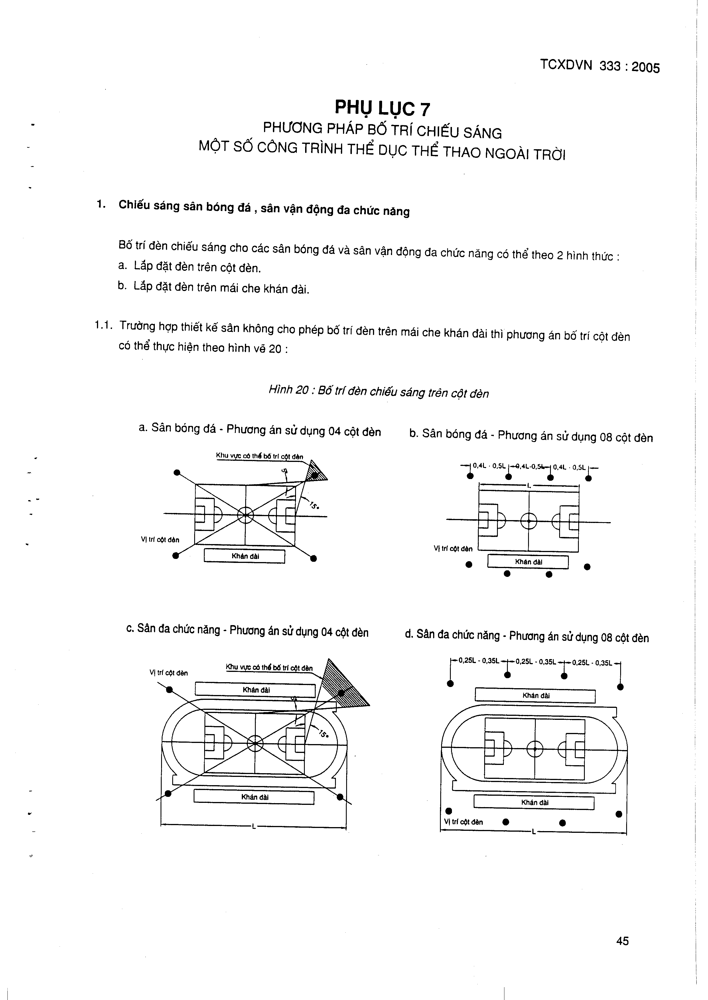 TCXDVN 333 : 2005
PHỤ LỤC 7
PHƯƠNG PHÁP BỐ TRÍ CHIẾU SÁNG
MỘT SỐ CÔNG TRÌNH THỂ DỤC THỂ THAO NGOÀI TRỜI
1. Chiếu sáng sân bóng đá , sân vận động đa chức năng
Bố trí đèn chiếu sáng cho các sân bóng đá và sân vận động đa chức năng có thể theo 2 hình thức :
a. Lắp đặt đèn trên cột đèn.
b. Lắp đặt đèn trên mái che khán đài.
1.1. Trường hợp thiết kế sân không cho phép bố trí đèn trên mái che khán đài thì phương án bố trí cột đèn
có thể thực hiện theo hình vẽ 20 :
Hình 20 : Bố trí đèn chiếu sáng trên cột đèn
a. Sân bóng đá - Phương án sử dụng 04 cột đèn
Khu vực có thể bố trí cột đèn
5°
15°
Vị trí cột đèn
Khán đài
b. Sân bóng đá - Phương án sử dụng 08 cột đèn
0,4L - 0,5L 0,4L-0,5L 0,4L - 0,5L
L
Vị trí cột đèn
Khán đài
c. Sân đa chức năng - Phương án sử dụng 04 cột đèn
Vị trí cột đèn
Khu vực có thể bố trí cột đèn
Khán đài
5°
15°
Khán đài
L
d. Sân đa chức năng - Phương án sử dụng 08 cột đèn
0,25L - 0,35L 0,25L - 0,35L 0,25L - 0,35L
Khán đài
Khán đài
Vị trí cột đèn
L
45